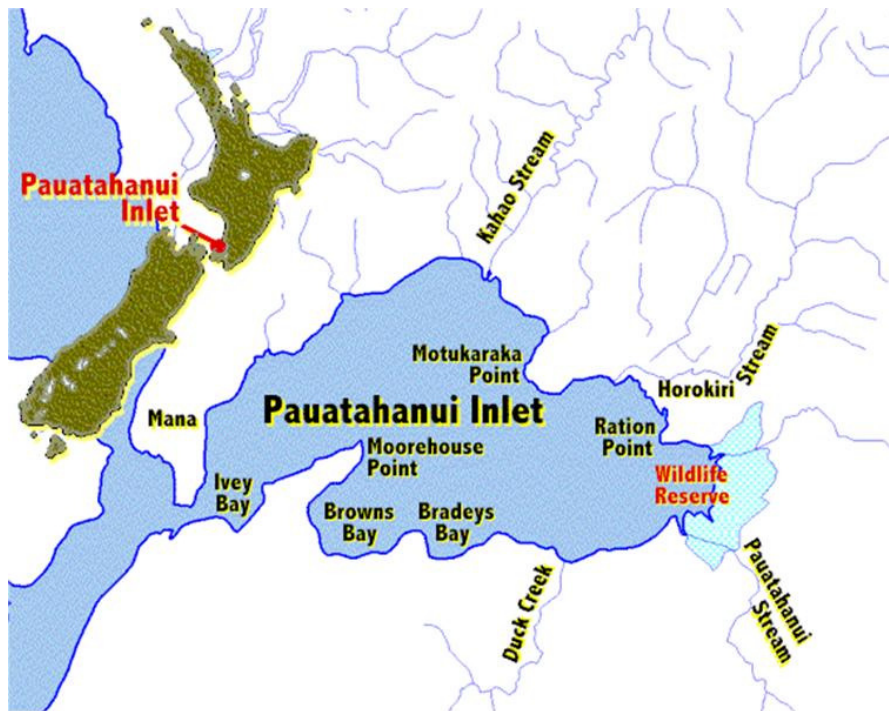 Pauatahanui
Inlet
Kahao Stream
Motukaraka
Point
Horokiri
Stream
Mana
Pauatahanui Inlet
Ration
Point
Moorehouse
Point
Wildlife
Reserve
Ivey
Bay
Browns
Bay
Bradeys
Bay
Duck Creek
Pauatahanui
Stream